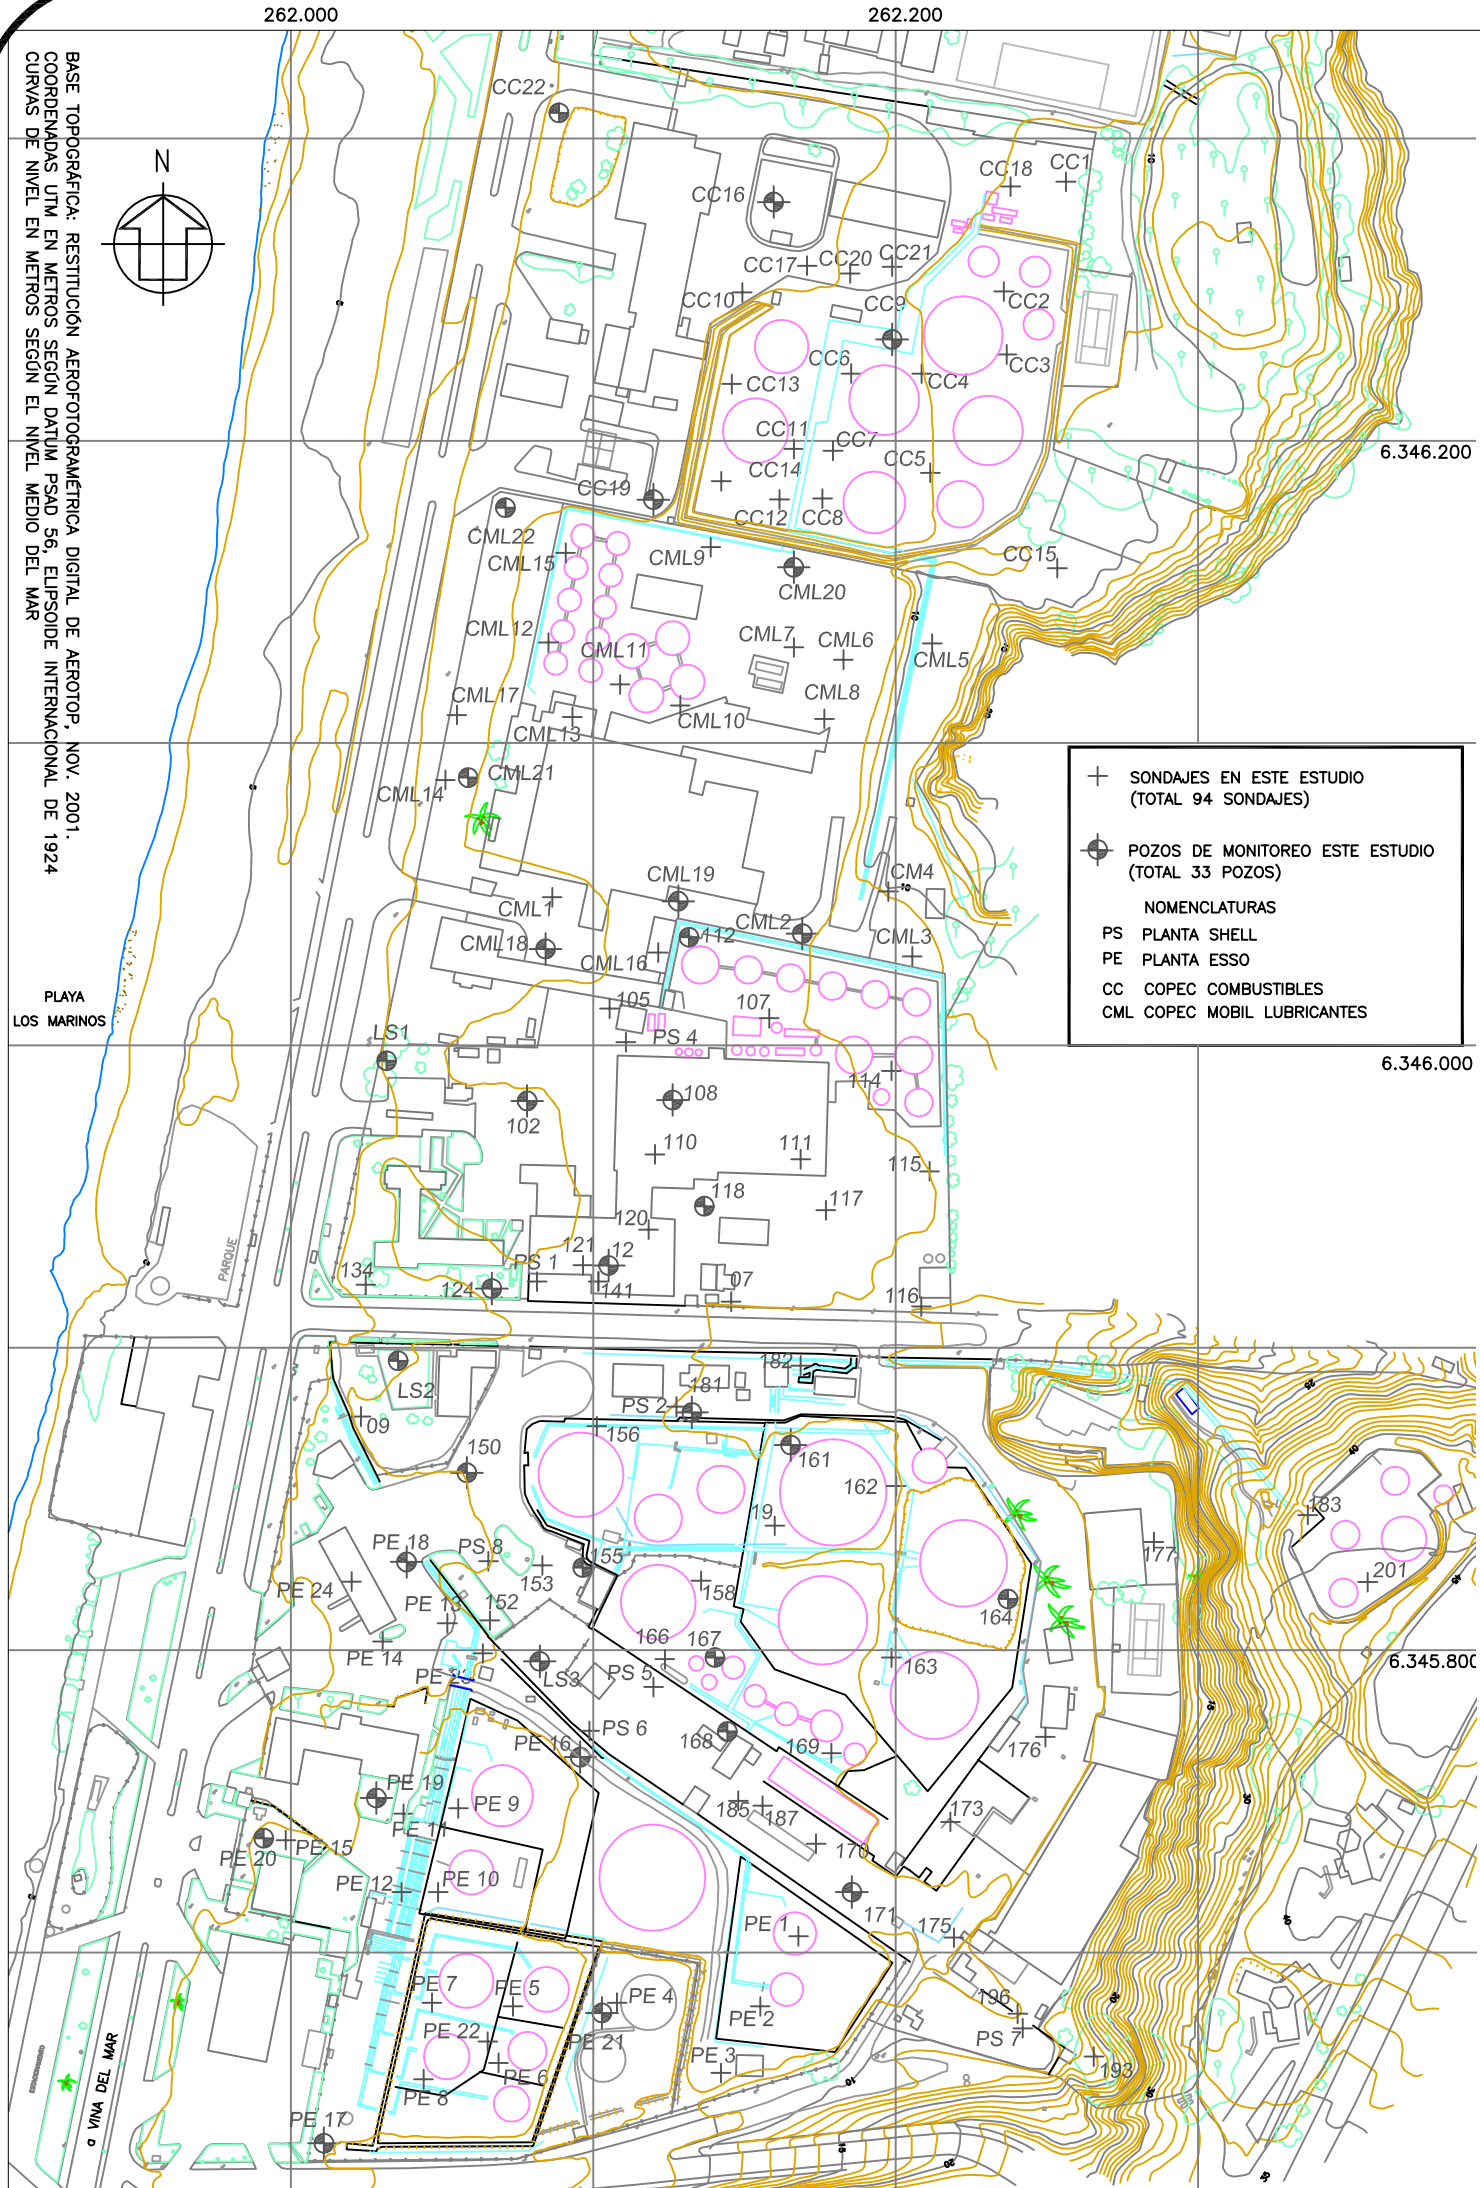 262.000
262.200
BASE TOPOGRÁFICA: RESTITUCIÓN AEROFOTOGRAMÉTRICA DIGITAL DE AEROTOP, NOV. 2001.
COORDENADAS UTM EN METROS SEGÚN DATUM PSAD 56, ELIPSOIDE INTERNACIONAL DE 1924
CURVAS DE NIVEL EN METROS SEGÚN EL NIVEL MEDIO DEL MAR
N
CC22
CC18
CC1
CC16
CC17
CC20
CC21
CC10
CC2
CC9
CC3
CC6
CC13
CC4
CC11
CC7
6.346.200
CC14
CC5
CC19
CC12
CC8
CML22
CML15
CML9
CC15
CML20
CML12
CML11
CML7
CML6
CML5
CML17
CML8
CML13
CML10
CML21
CML14
SONDAJES EN ESTE ESTUDIO
(TOTAL 94 SONDAJES)
POZOS DE MONITOREO ESTE ESTUDIO
(TOTAL 33 POZOS)
NOMENCLATURAS
PS PLANTA SHELL
PE PLANTA ESSO
CC COPEC COMBUSTIBLES
CML COPEC MOBIL LUBRICANTES
CML19
CM4
CML1
CML2
CML18
112
CML16
CML3
PLAYA
LOS MARINOS
105
107
LS1
PS 4
6.346.000
114
108
102
110
111
115
118
117
120
PARQUE
121
12
PS 1
134
124
141
07
116
182
LS2
181
PS 2
09
156
150
161
162
19
183
PE 18
PS 8
155
177
153
158
201
PE 24
PE 13
152
164
PE 14
166
167
PE 23
LS3
PS 5
163
6.345.800
PS 6
PE 16
168
169
176
PE 19
PE 9
185
187
173
PE 11
PE 20
PE 15
170
PE 12
PE 10
171
PE 1
175
PE 7
PE 5
PE 4
PE 2
196
PE 22
PE 21
PS 7
PE 3
193
PE 8
PE 6
8
a VIÑA DEL MAR
PE 17